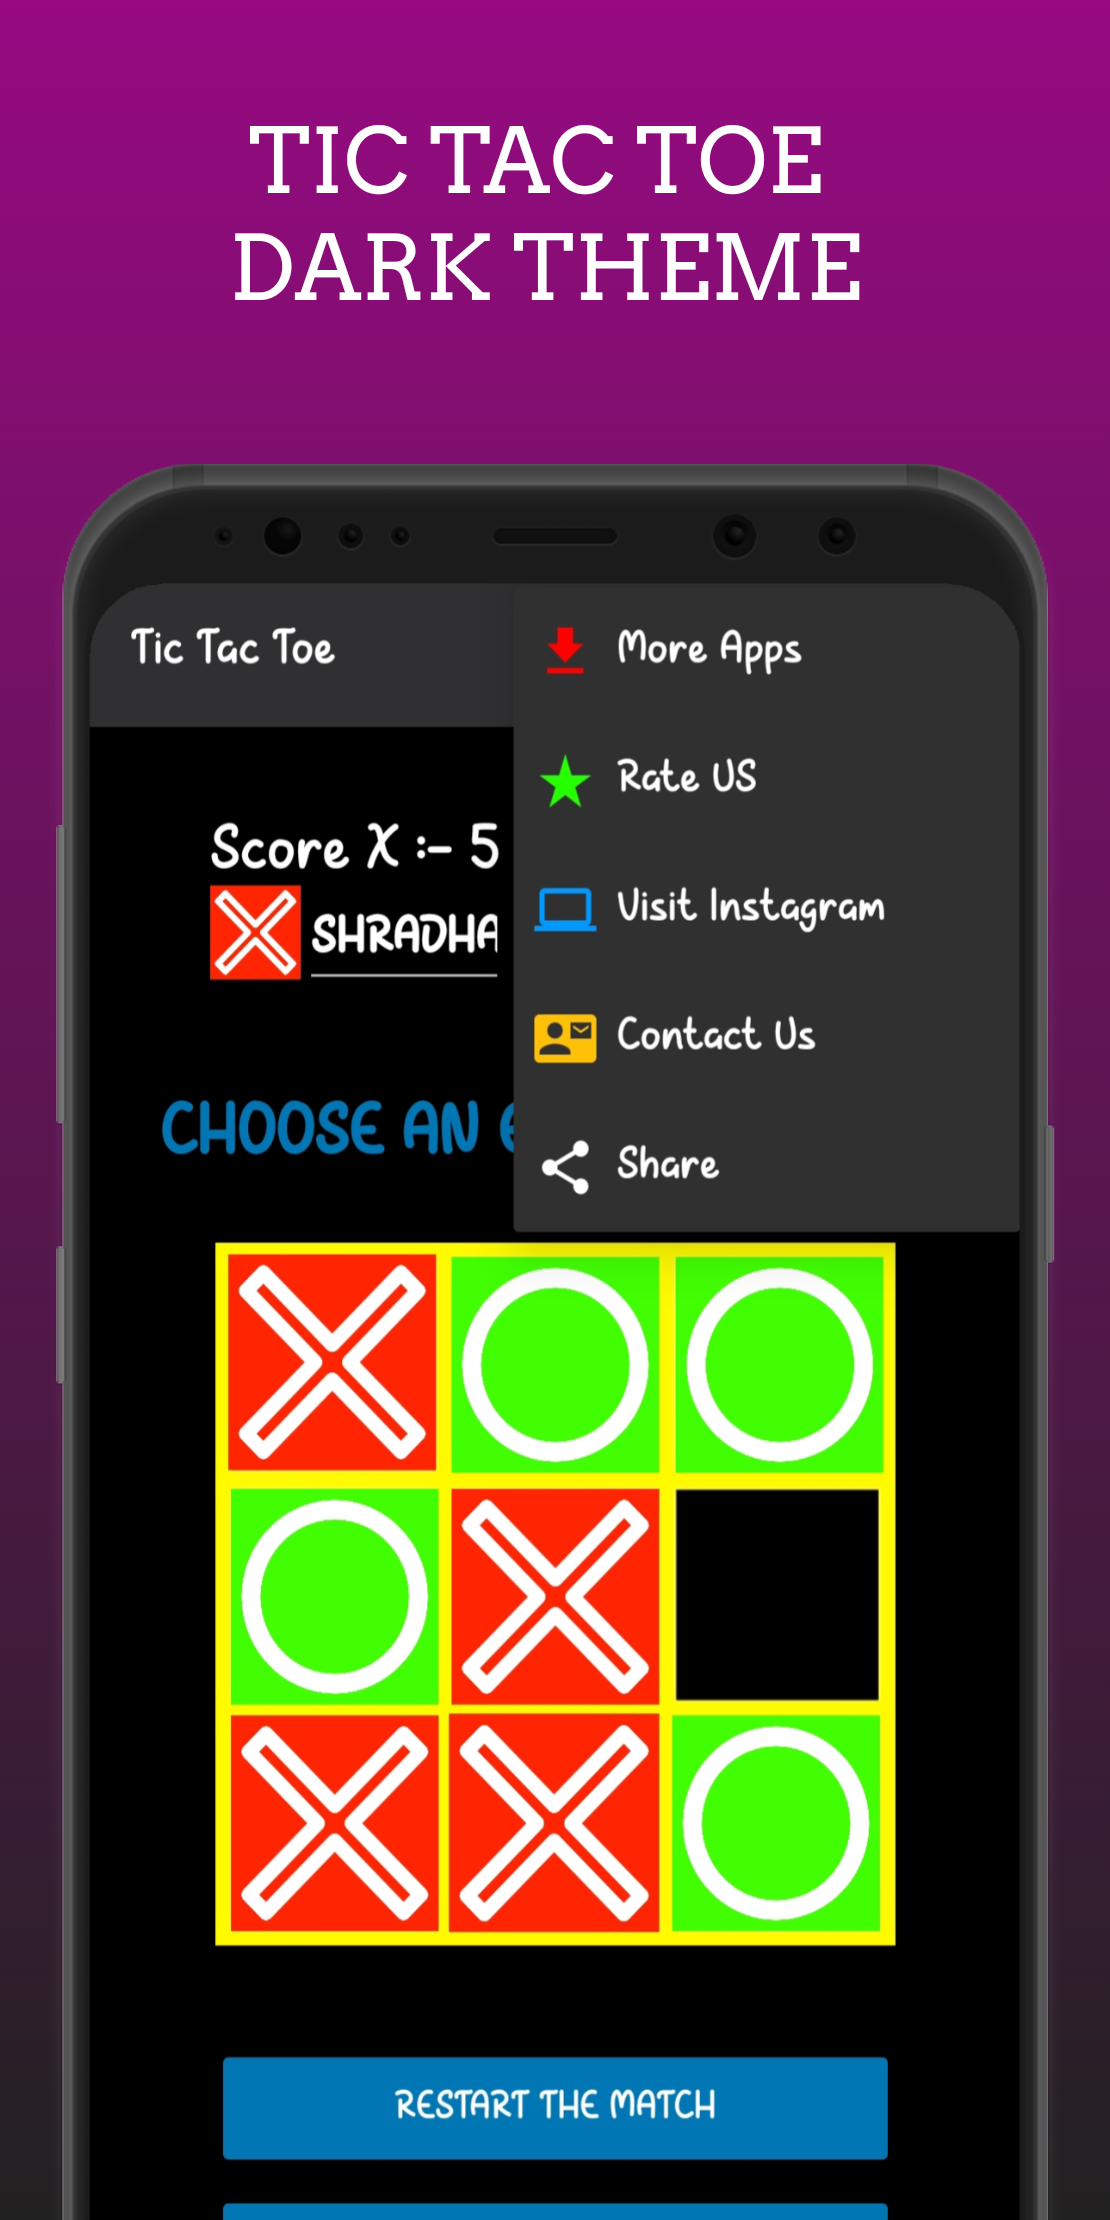 TIC TAC TOE
DARK THEME
Tic Tac Toe
More Apps
Rate US
Visit Instagram
Contact Us
Share
Score X :- 5
SHRADHA
CHOOSE AN
RESTART THE MATCH